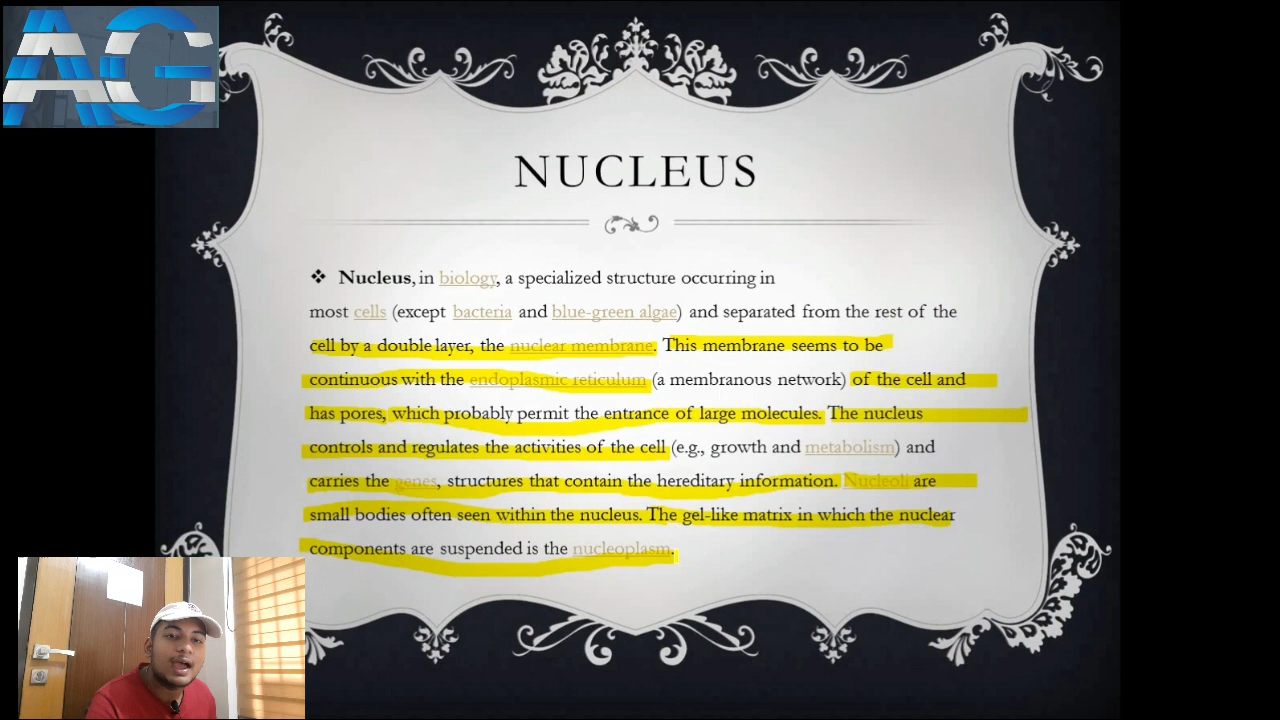 AG
NUCLEUS
❖ Nucleus, in biology, a specialized structure occurring in
most cells (except bacteria and blue-green algae) and separated from the rest of the
cell by a double layer, the nuclear membrane. This membrane seems to be
continuous with the endoplasmic reticulum (a membranous network) of the cell and
has pores, which probably permit the entrance of large molecules. The nucleus
controls and regulates the activities of the cell (e.g., growth and metabolism) and
carries the genes, structures that contain the hereditary information. Nucleoli are
small bodies often seen within the nucleus. The gel-like matrix in which the nuclear
components are suspended is the nucleoplasm.